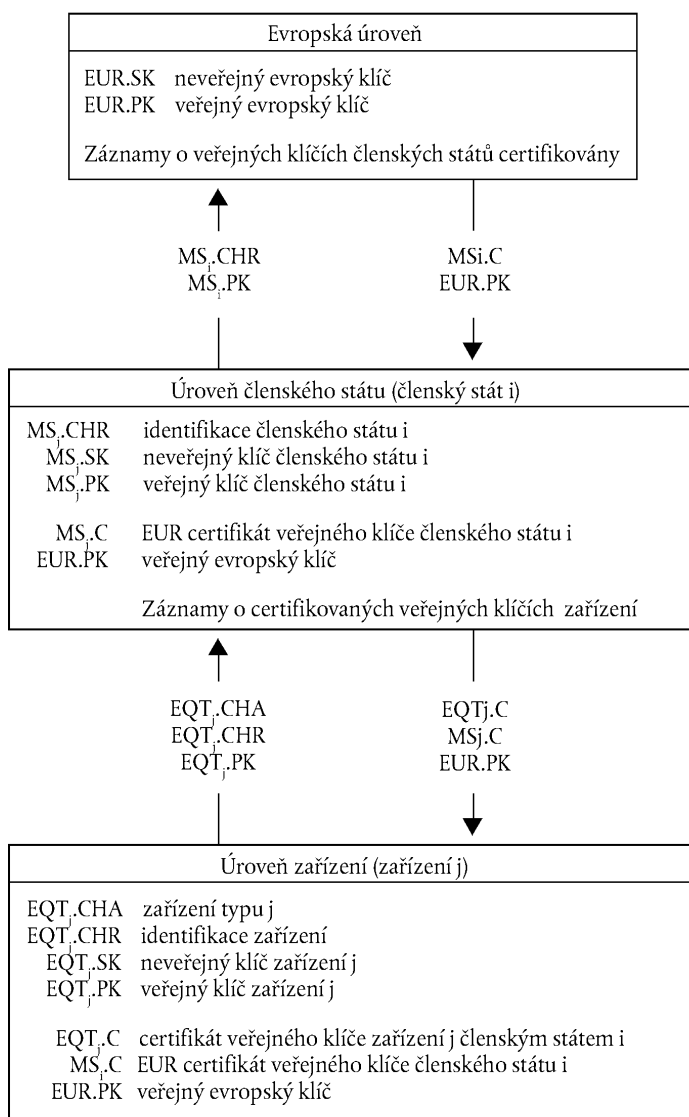 Evropská úroveň
EUR.SK neveřejný evropský klíč
EUR.PK veřejný evropský klíč
Záznamy o veřejných klíčích členských států certifikovány
MSi.CHR MSi.C
MSi.PK EUR.PK
Úroveň členského státu (členský stát i)
MSj.CHR identifikace členského státu i
MSj.SK neveřejný klíč členského státu i
MSj.PK veřejný klíč členského státu i
MSj.C EUR certifikát veřejného klíče členského státu i
EUR.PK veřejný evropský klíč
Záznamy o certifikovaných veřejných klíčích zařízení
EQTj.CHA EQTj.C
EQTj.CHR MSj.C
EQTj.PK EUR.PK
Úroveň zařízení (zařízení j)
EQTj.CHA zařízení typu j
EQTj.CHR identifikace zařízení
EQTj.SK neveřejný klíč zařízení j
EQTj.PK veřejný klíč zařízení j
EQTj.C certifikát veřejného klíče zařízení j členským státem i
MSi.C EUR certifikát veřejného klíče členského státu i
EUR.PK veřejný evropský klíč